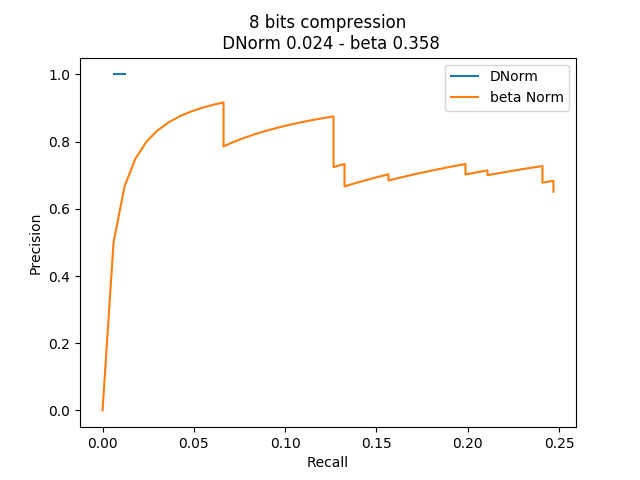 8 bits compression
DNorm 0.024 - beta 0.358
DNorm
beta Norm
Precision
1.0
0.8
0.6
0.4
0.2
0.0
0.00 0.05 0.10 0.15 0.20 0.25
Recall